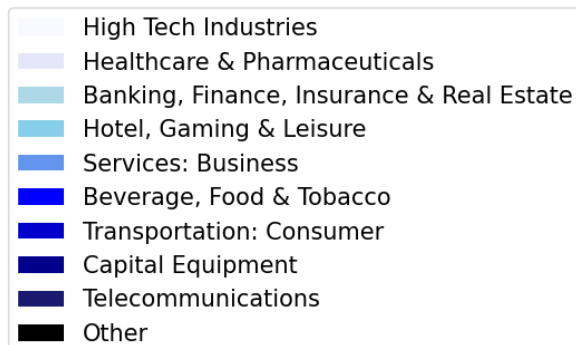 High Tech Industries
Healthcare & Pharmaceuticals
Banking, Finance, Insurance & Real Estate
Hotel, Gaming & Leisure
Services: Business
Beverage, Food & Tobacco
Transportation: Consumer
Capital Equipment
Telecommunications
Other